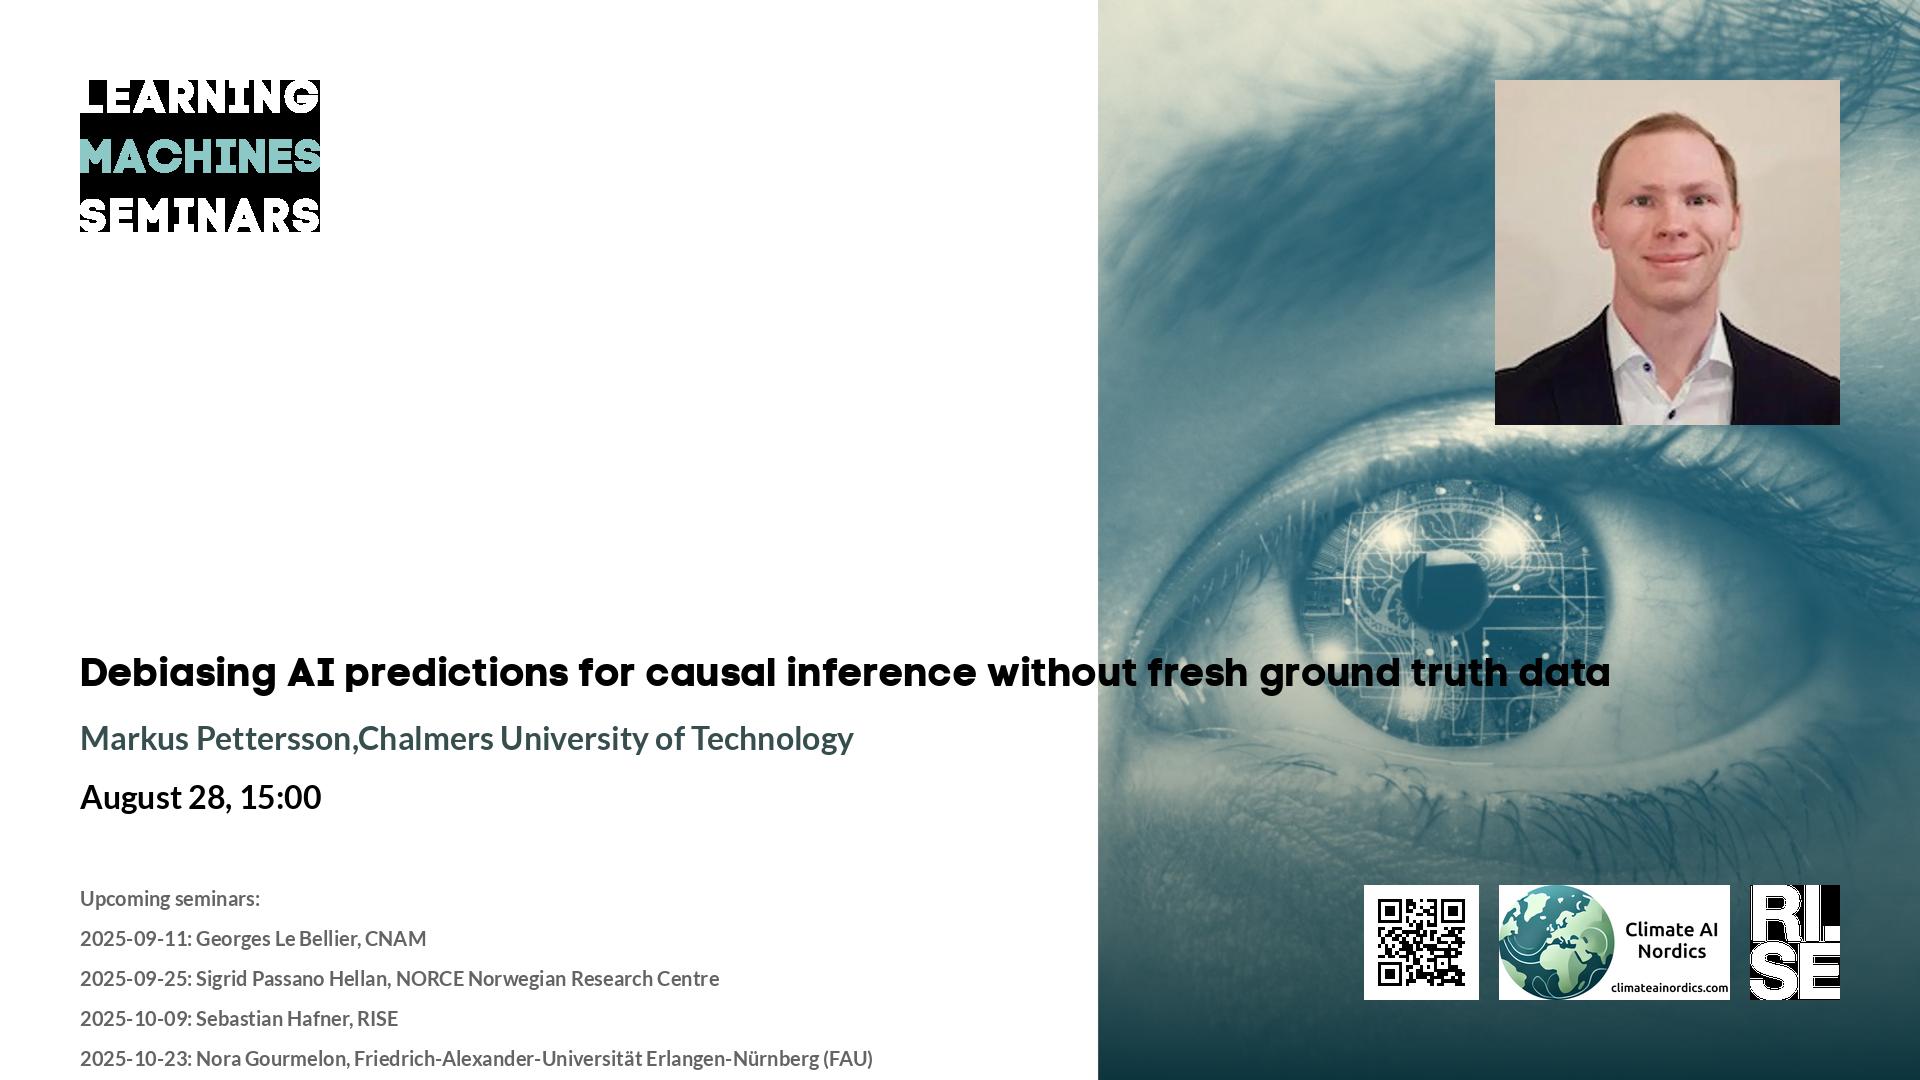 LEARNING
MACHINES
SEMINARS
Debiasing AI predictions for causal inference without fresh ground truth data
Markus Pettersson,Chalmers University of Technology
August 28, 15:00
Upcoming seminars:
2025-09-11: Georges Le Bellier, CNAM
2025-09-25: Sigrid Passano Hellan, NORCE Norwegian Research Centre
2025-10-09: Sebastian Hafner, RISE
2025-10-23: Nora Gourmelon, Friedrich-Alexander-Universität Erlangen-Nürnberg (FAU)
Climate AI
Nordics
climateainordics.com
RI.
SE